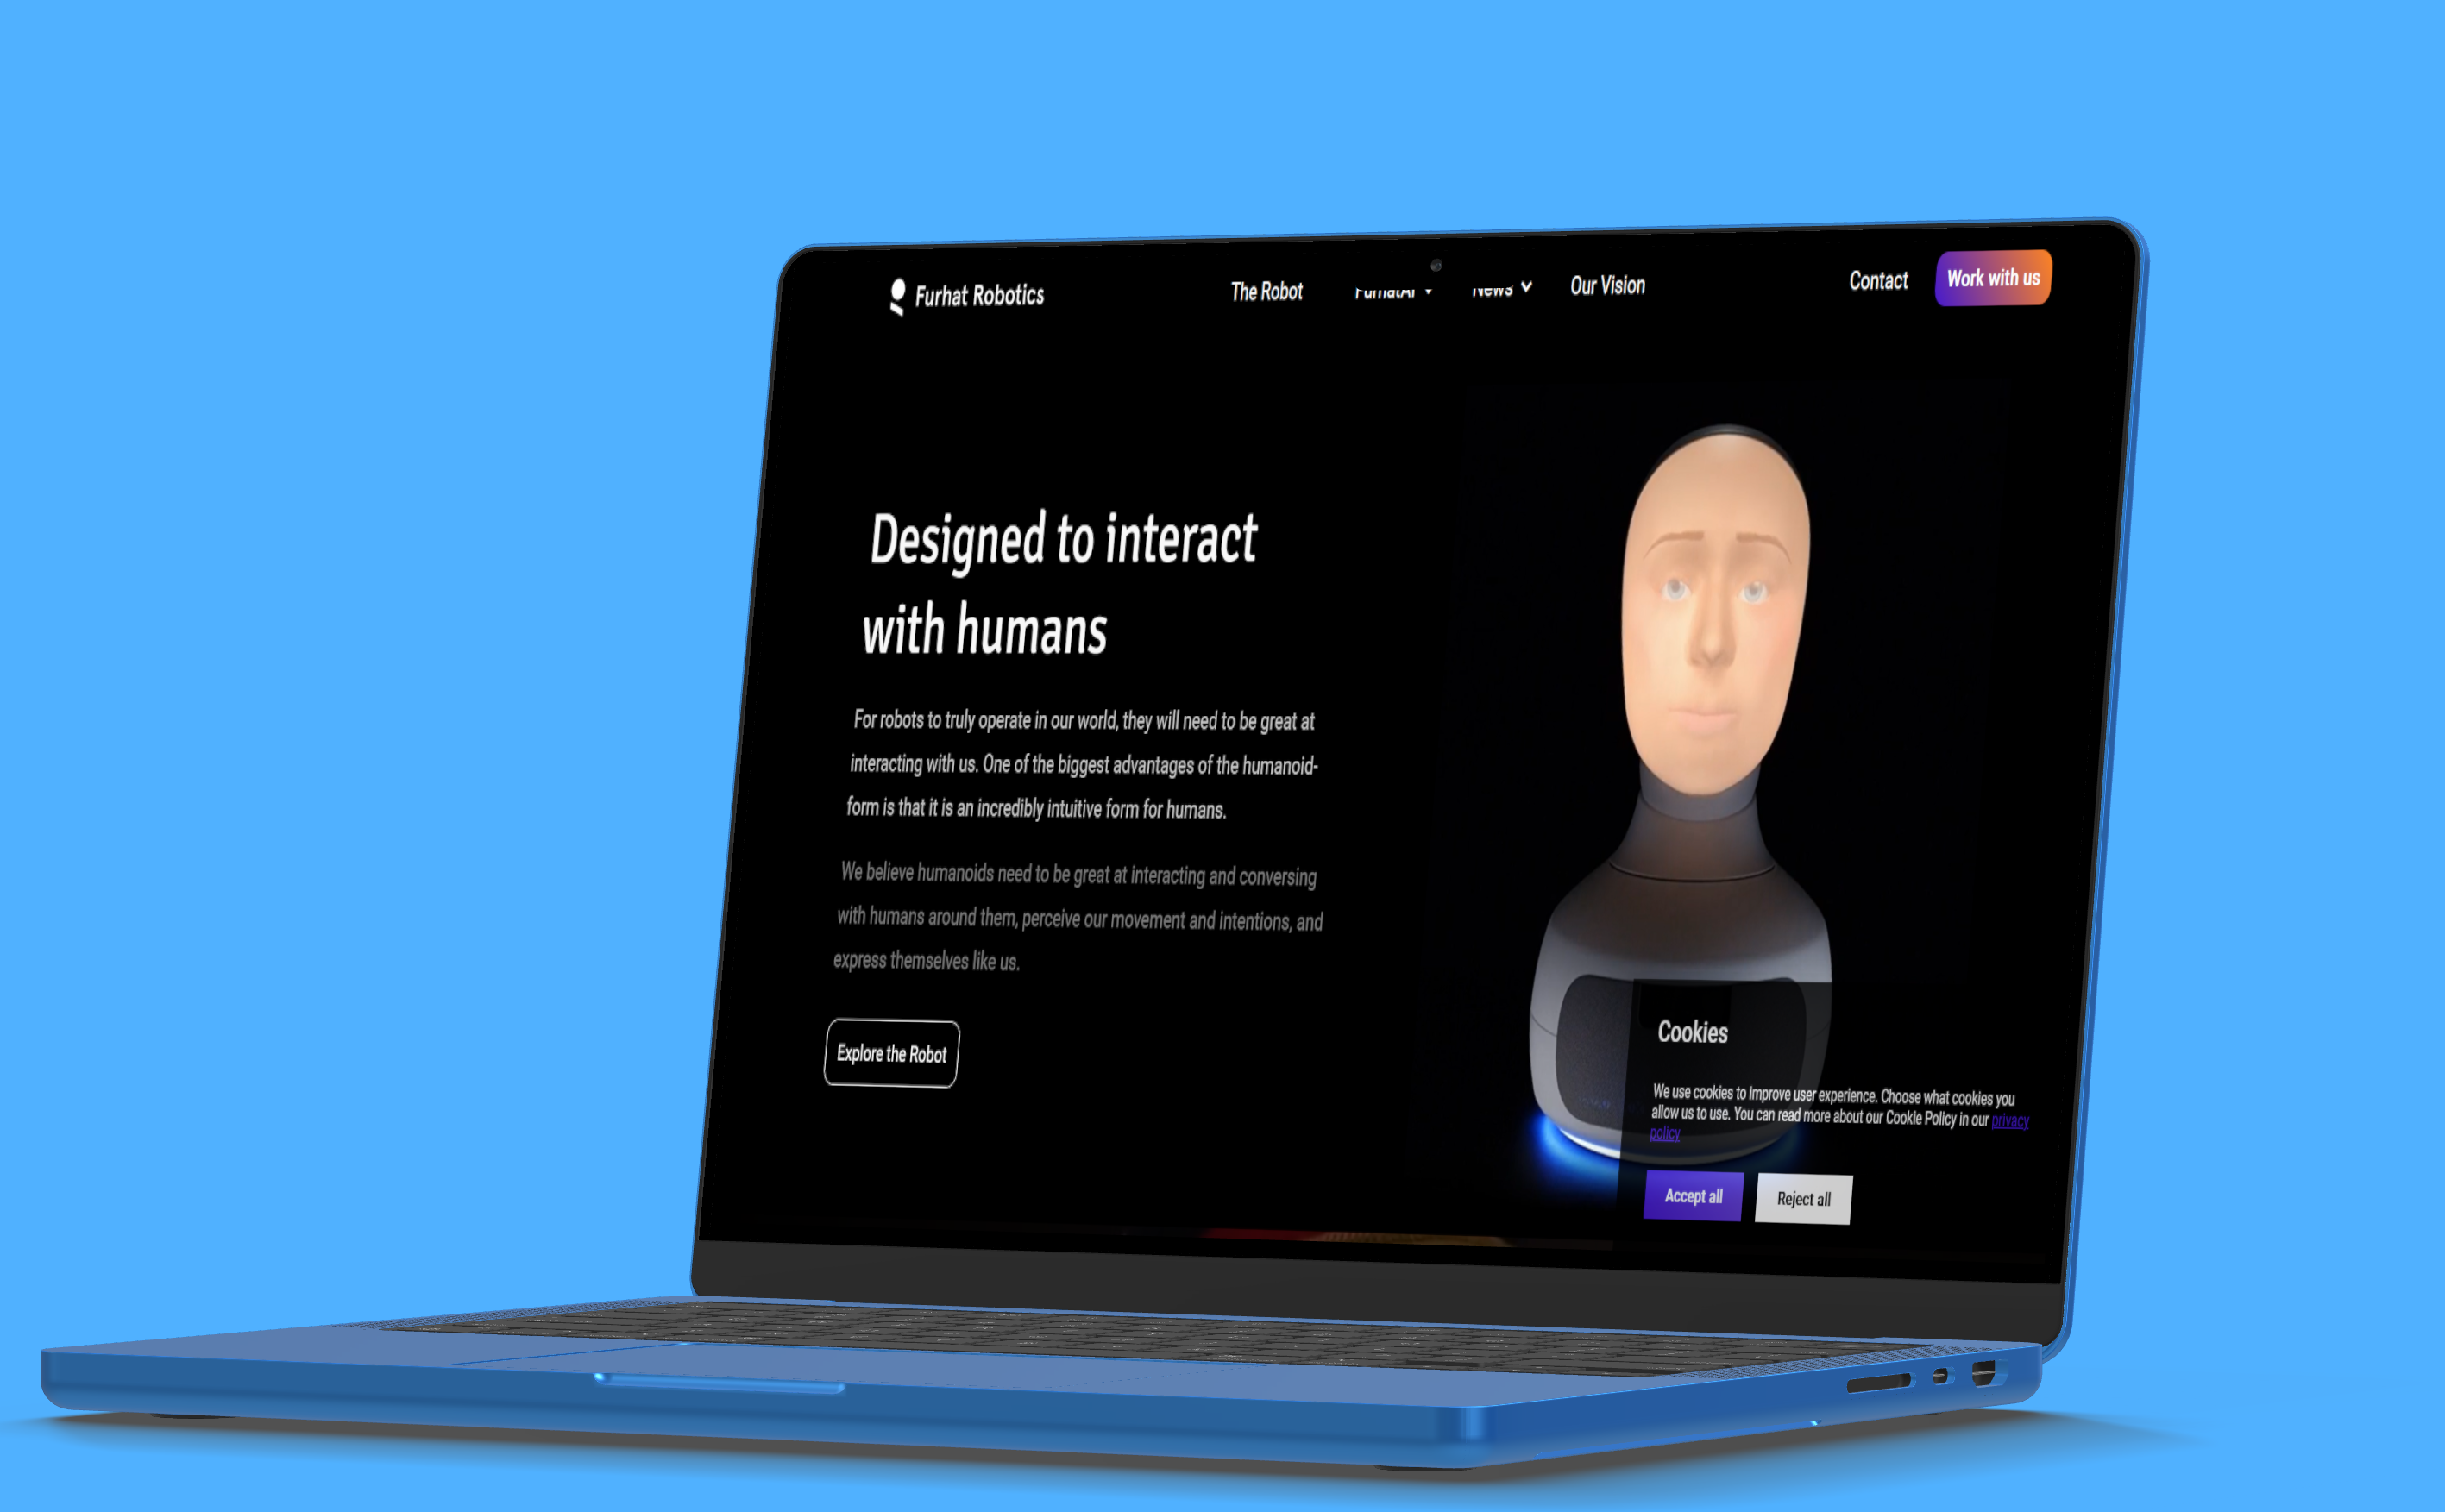 Furhat Robotics
The Robot
FurhatAI
News
Our Vision
Contact
Work with us
Designed to interact
with humans
For robots to truly operate in our world, they will need to be great at
interacting with us. One of the biggest advantages of the humanoid-
form is that it is an incredibly intuitive form for humans.
We believe humanoids need to be great at interacting and conversing
with humans around them, perceive our movement and intentions, and
express themselves like us.
Explore the Robot
Cookies
We use cookies to improve user experience. Choose what cookies you
allow us to use. You can read more about our Cookie Policy in our privacy
policy
Accept all
Reject all